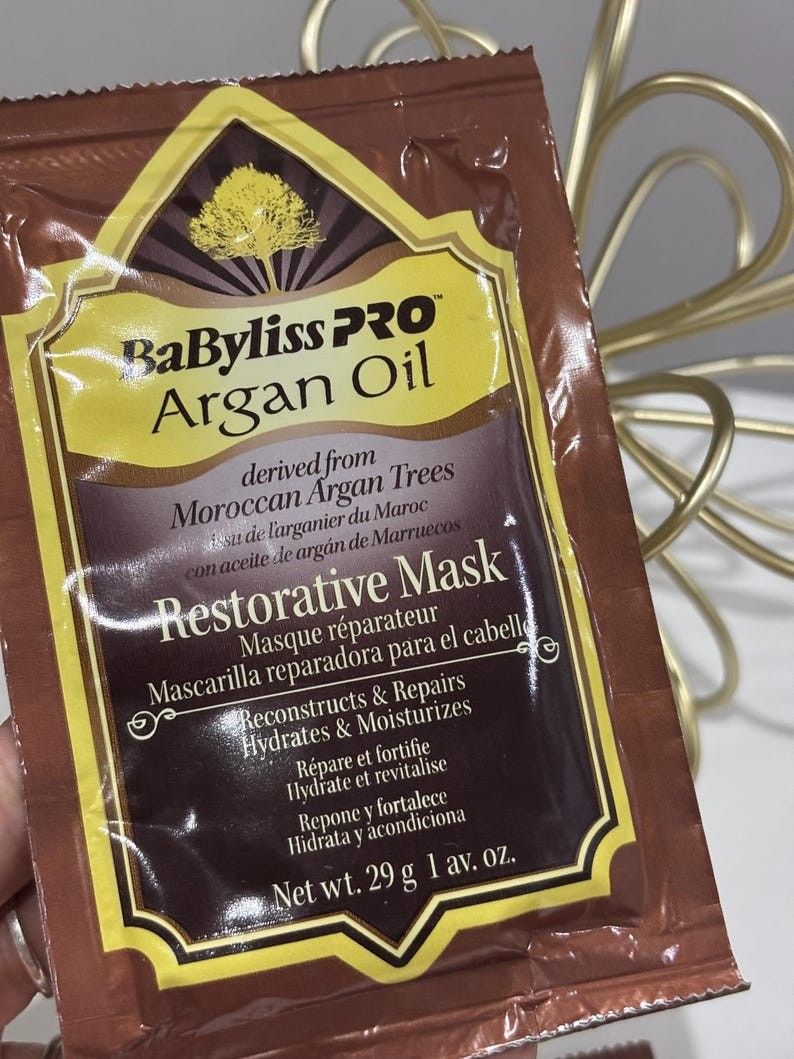 BaByliss PRO™
Argan Oil
derived from
Moroccan Argan Trees
issu de l'arganier du Maroc
con aceite de argán de Marruecos
Restorative Mask
Masque réparateur
Mascarilla reparadora para el cabello
Reconstructs & Repairs
Hydrates & Moisturizes
Répare et fortifie
Hydrate et revitalise
Repone y fortalece
Hidrata y acondiciona
Net wt. 29 g 1 av. oz.